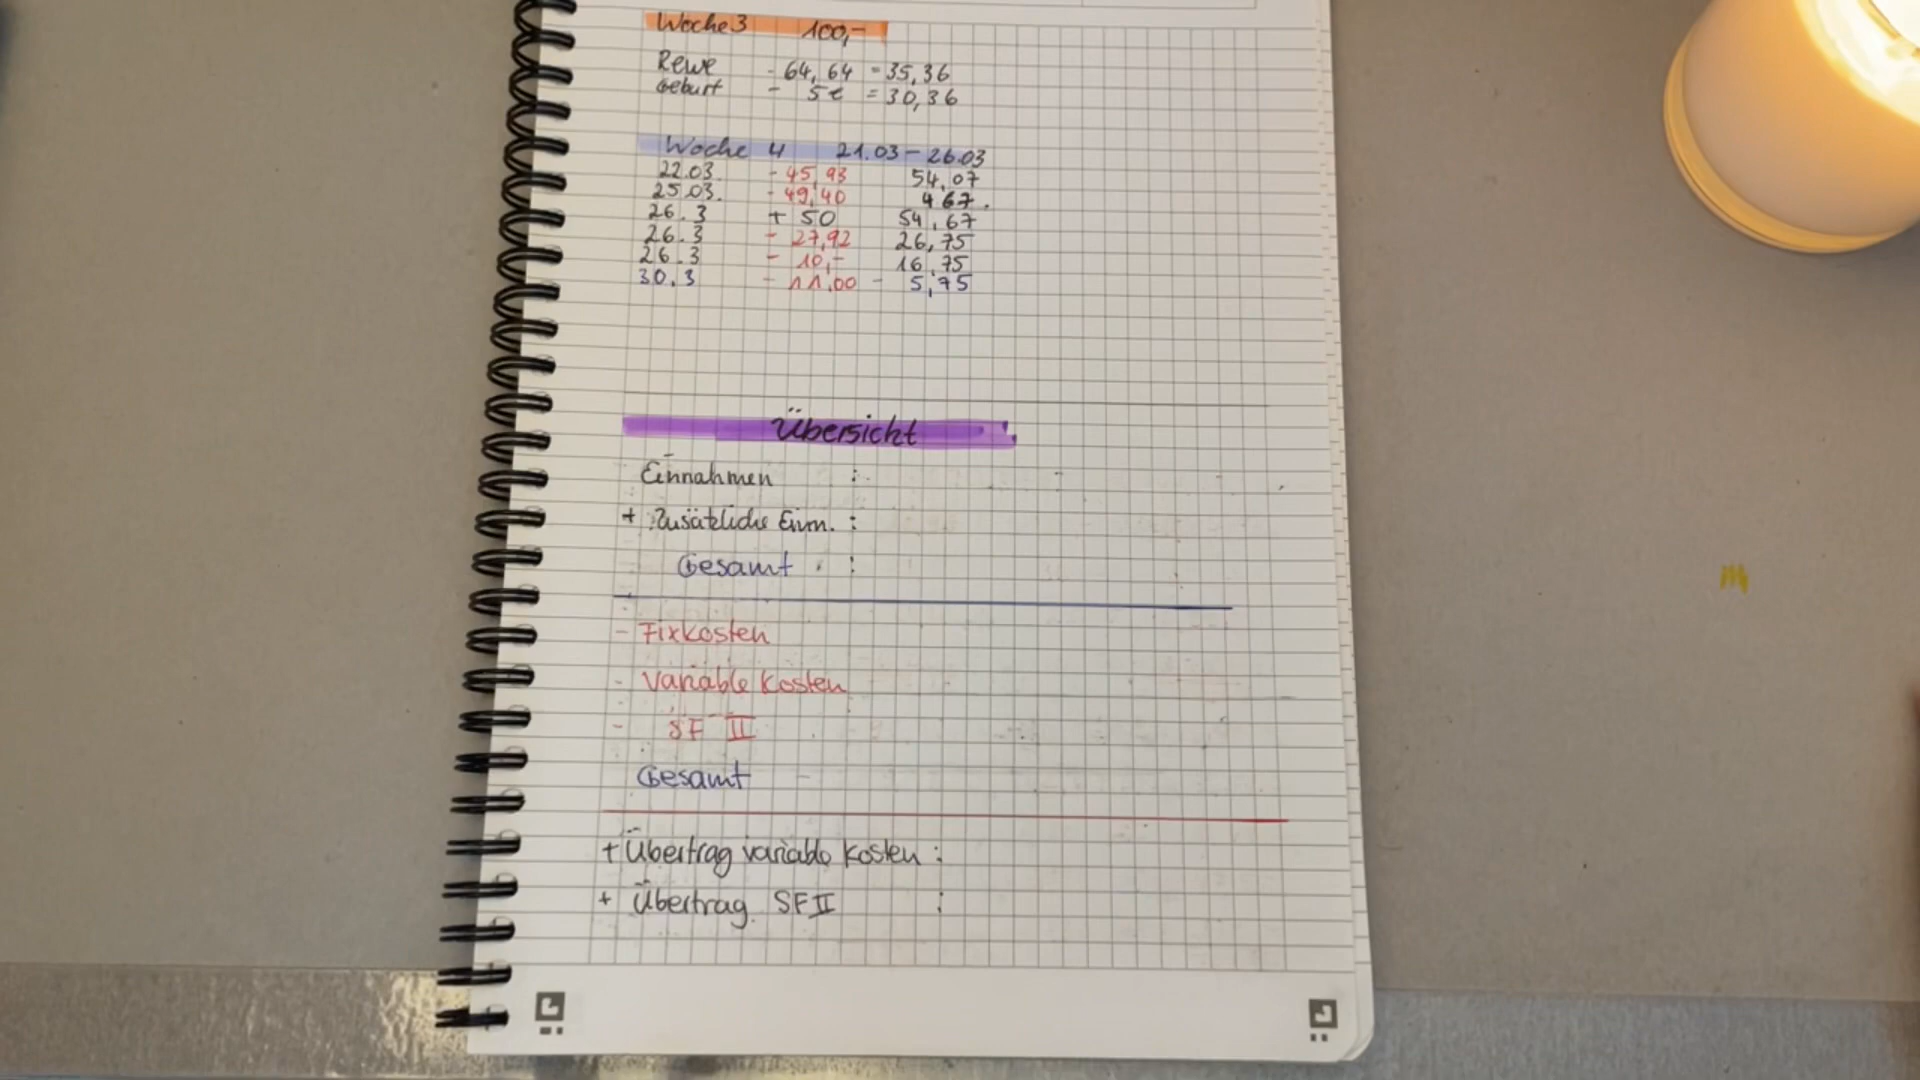 Woche 3 100,-
Rewe - 64,64 = 35,36
Geburt - 5€ = 30,36
Woche 4 21.03 - 26.03
22.03. - 45,93 54,07
25.03. - 49,40 4 67.
26.3 + 50 54,67
26.3 - 27,92 26,75
26.3 - 10,- 16,75
30.3 - 11,00 - 5,75
Übersicht
Einnahmen :
+ Zusätzliche Einn. :
Gesamt :
- Fixkosten
- Variable Kosten
- SF II
Gesamt -
+ Übertrag variable Kosten :
+ Übertrag SF II :